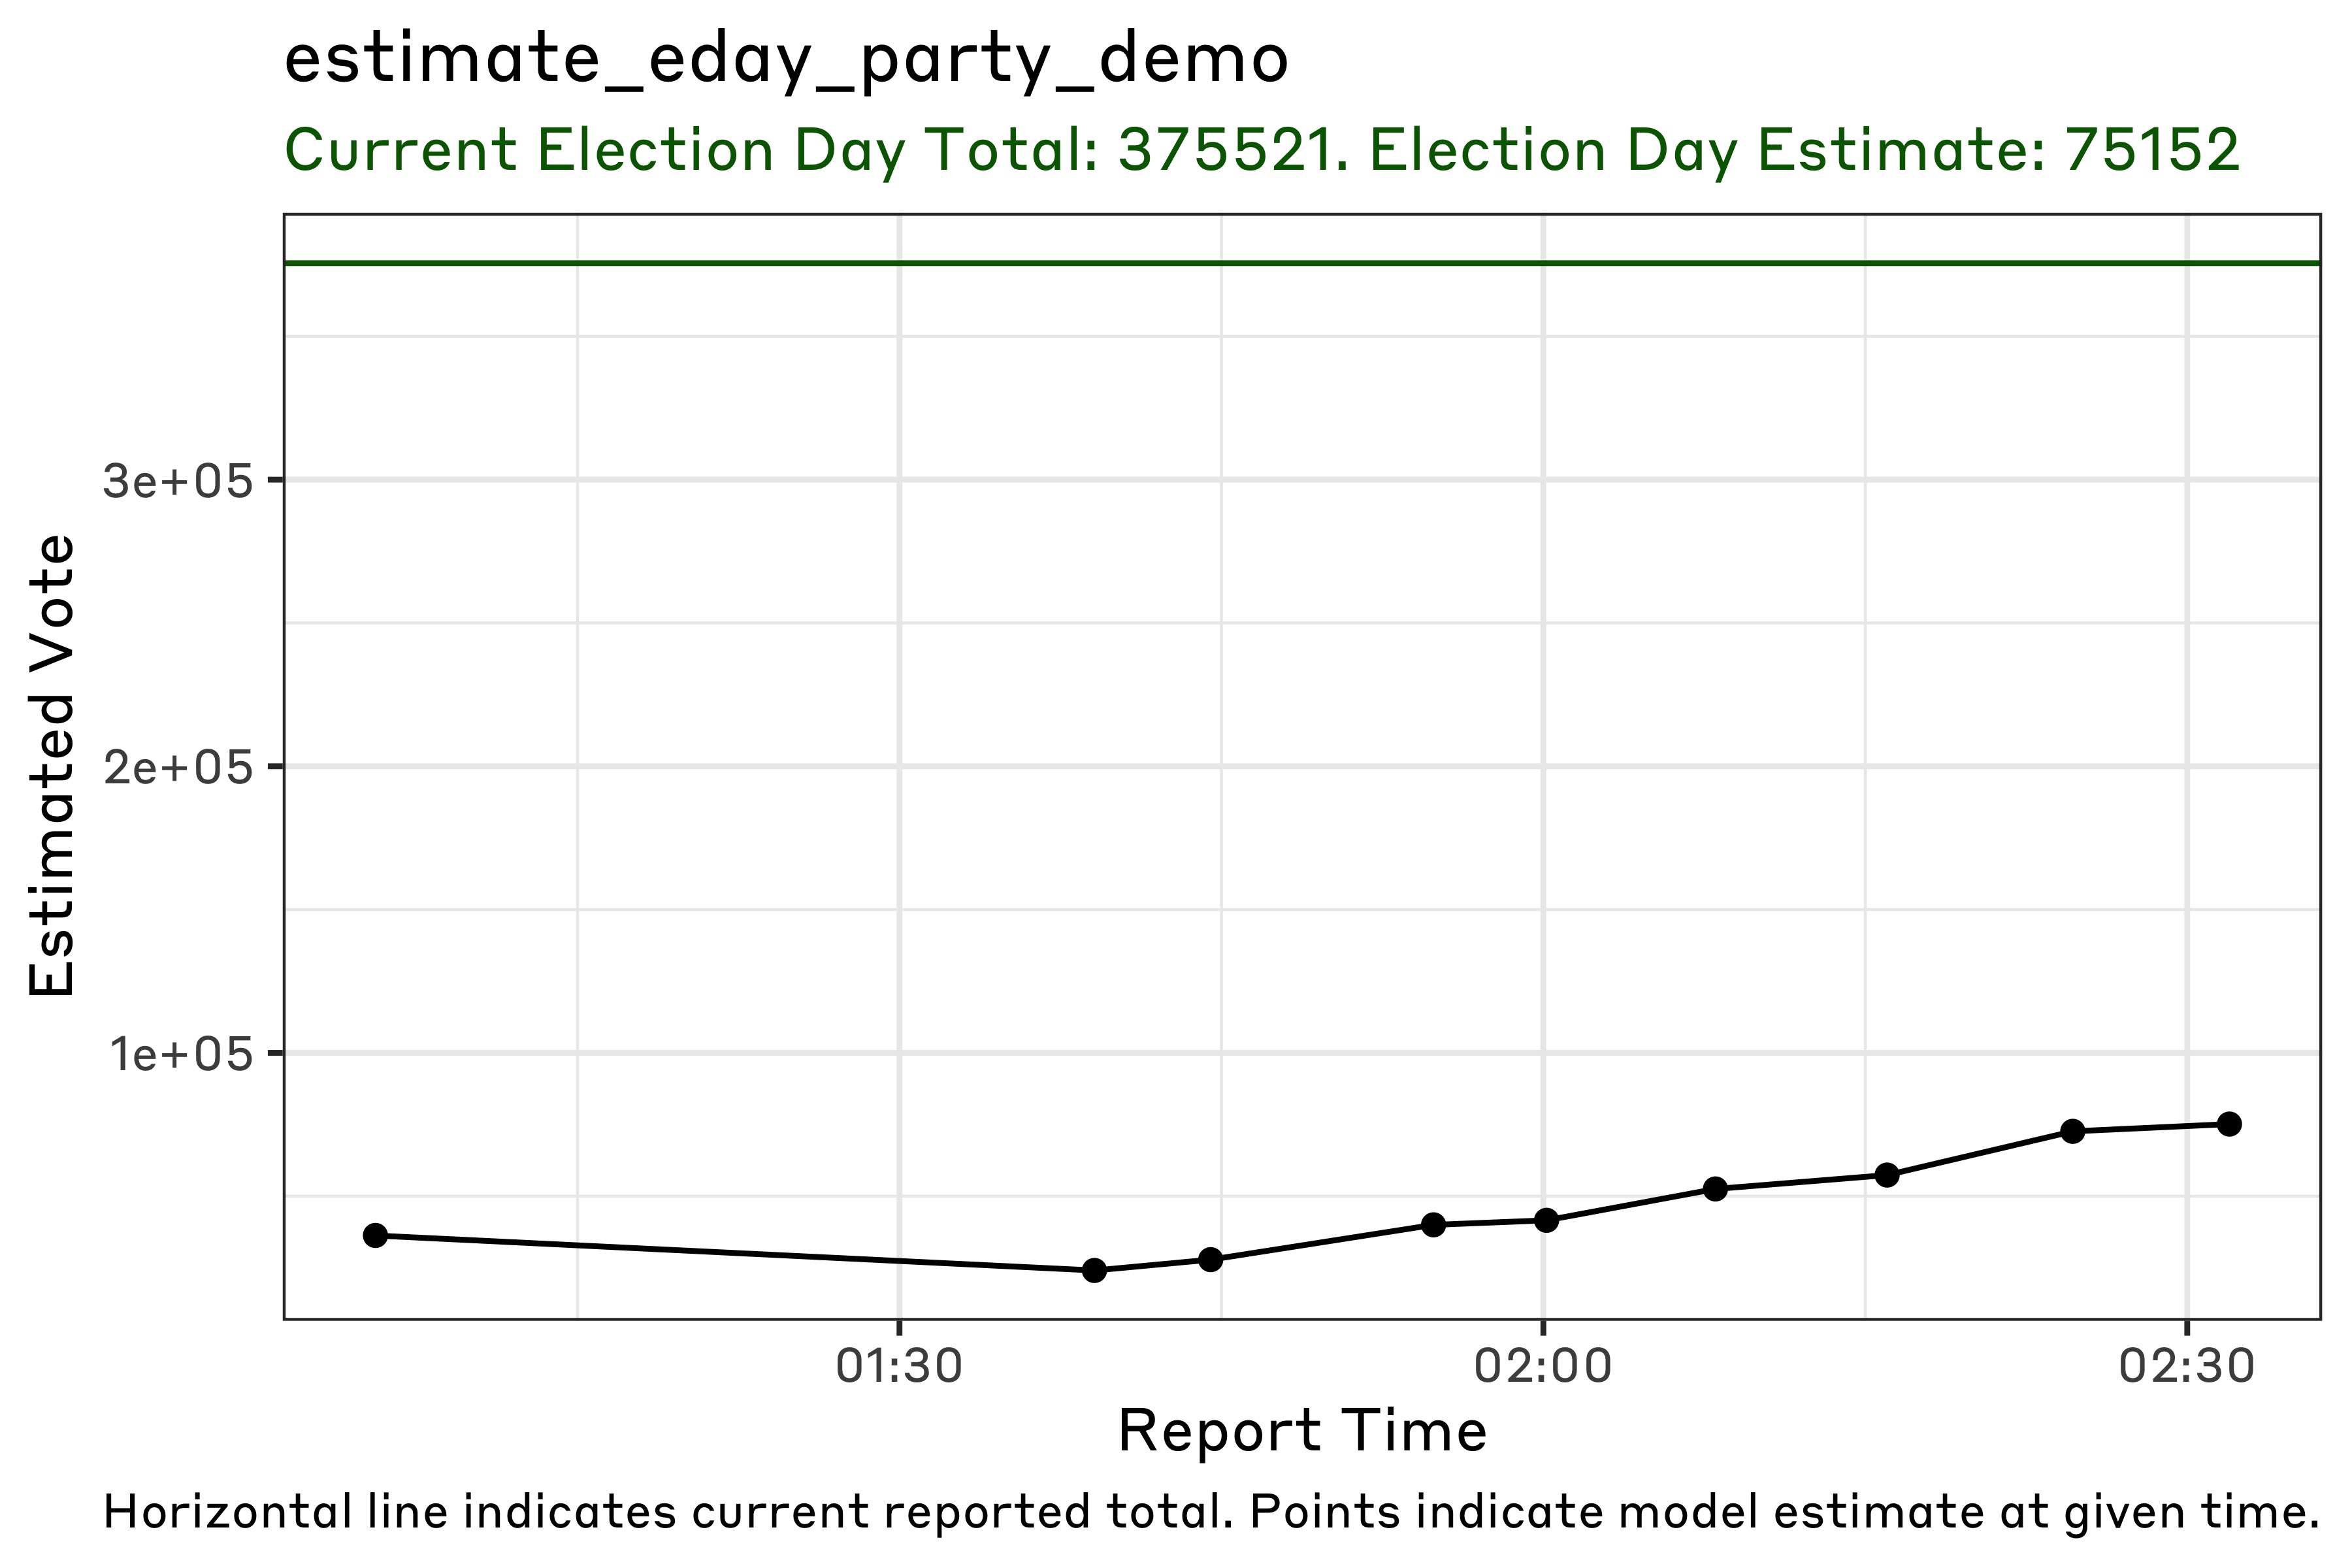 estimate_eday_party_demo
Current Election Day Total: 375521. Election Day Estimate: 75152
Estimated Vote
3e+05
2e+05
1e+05
01:30
02:00
02:30
Report Time
Horizontal line indicates current reported total. Points indicate model estimate at given time.